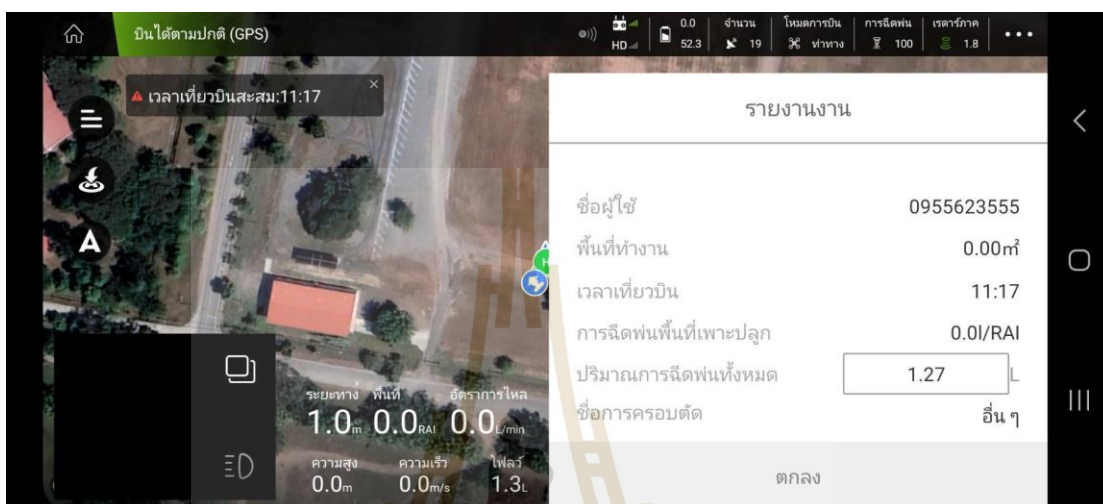 บินได้ตามปกติ (GPS)
HD
0.0
52.3
จำนวน
19
โหมดการบิน
ท่าทาง
การฉีดพ่น
100
เรดาร์ภาค
1.8
เวลาเที่ยวบินสะสม:11:17
A
H
ระยะทาง พื้นที่ อัตราการไหล
1.0m 0.0RAI 0.0L/min
ความสูง ความเร็ว โฟลว์
0.0m 0.0m/s 1.3L
รายงานงาน
ชื่อผู้ใช้ 0955623555
พื้นที่ทำงาน 0.00㎡
เวลาเที่ยวบิน 11:17
การฉีดพ่นพื้นที่เพาะปลูก 0.0l/RAI
ปริมาณการฉีดพ่นทั้งหมด 1.27 L
ชื่อการครอบตัด อื่น ๆ
ตกลง